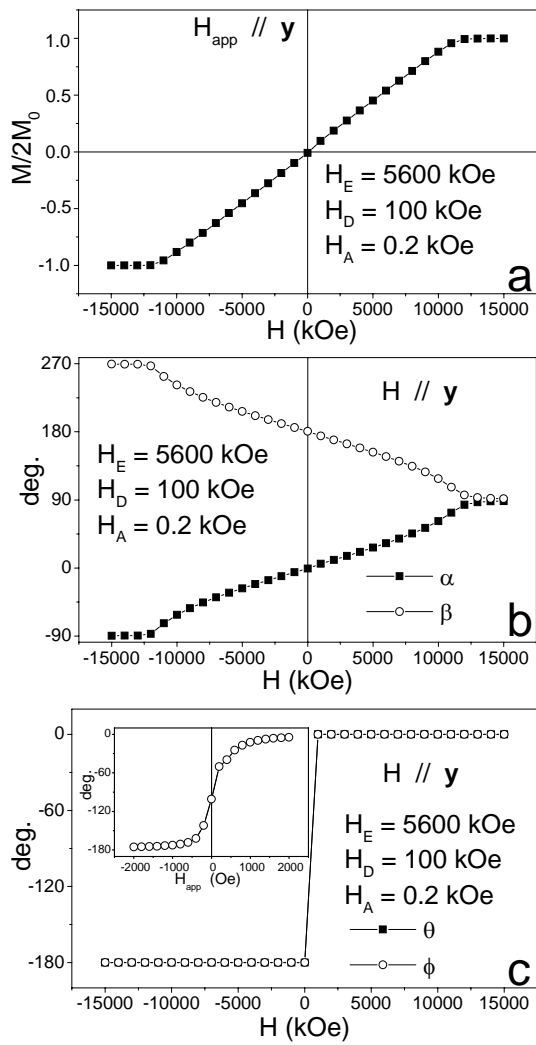 H_app // y
1.0
0.5
0.0
-0.5
-1.0
M/2M_0
H_E = 5600 kOe
H_D = 100 kOe
H_A = 0.2 kOe
a
-15000 -10000 -5000 0 5000 10000 15000
H (kOe)
270
180
90
0
-90
deg.
H // y
H_E = 5600 kOe
H_D = 100 kOe
H_A = 0.2 kOe
α
β
b
-15000 -10000 -5000 0 5000 10000 15000
H (kOe)
0
-60
-120
-180
deg.
0
-60
-120
-180
deg.
-2000 -1000 0 1000 2000
H_app (Oe)
H // y
H_E = 5600 kOe
H_D = 100 kOe
H_A = 0.2 kOe
θ
ϕ
c
-15000 -10000 -5000 0 5000 10000 15000
H (kOe)